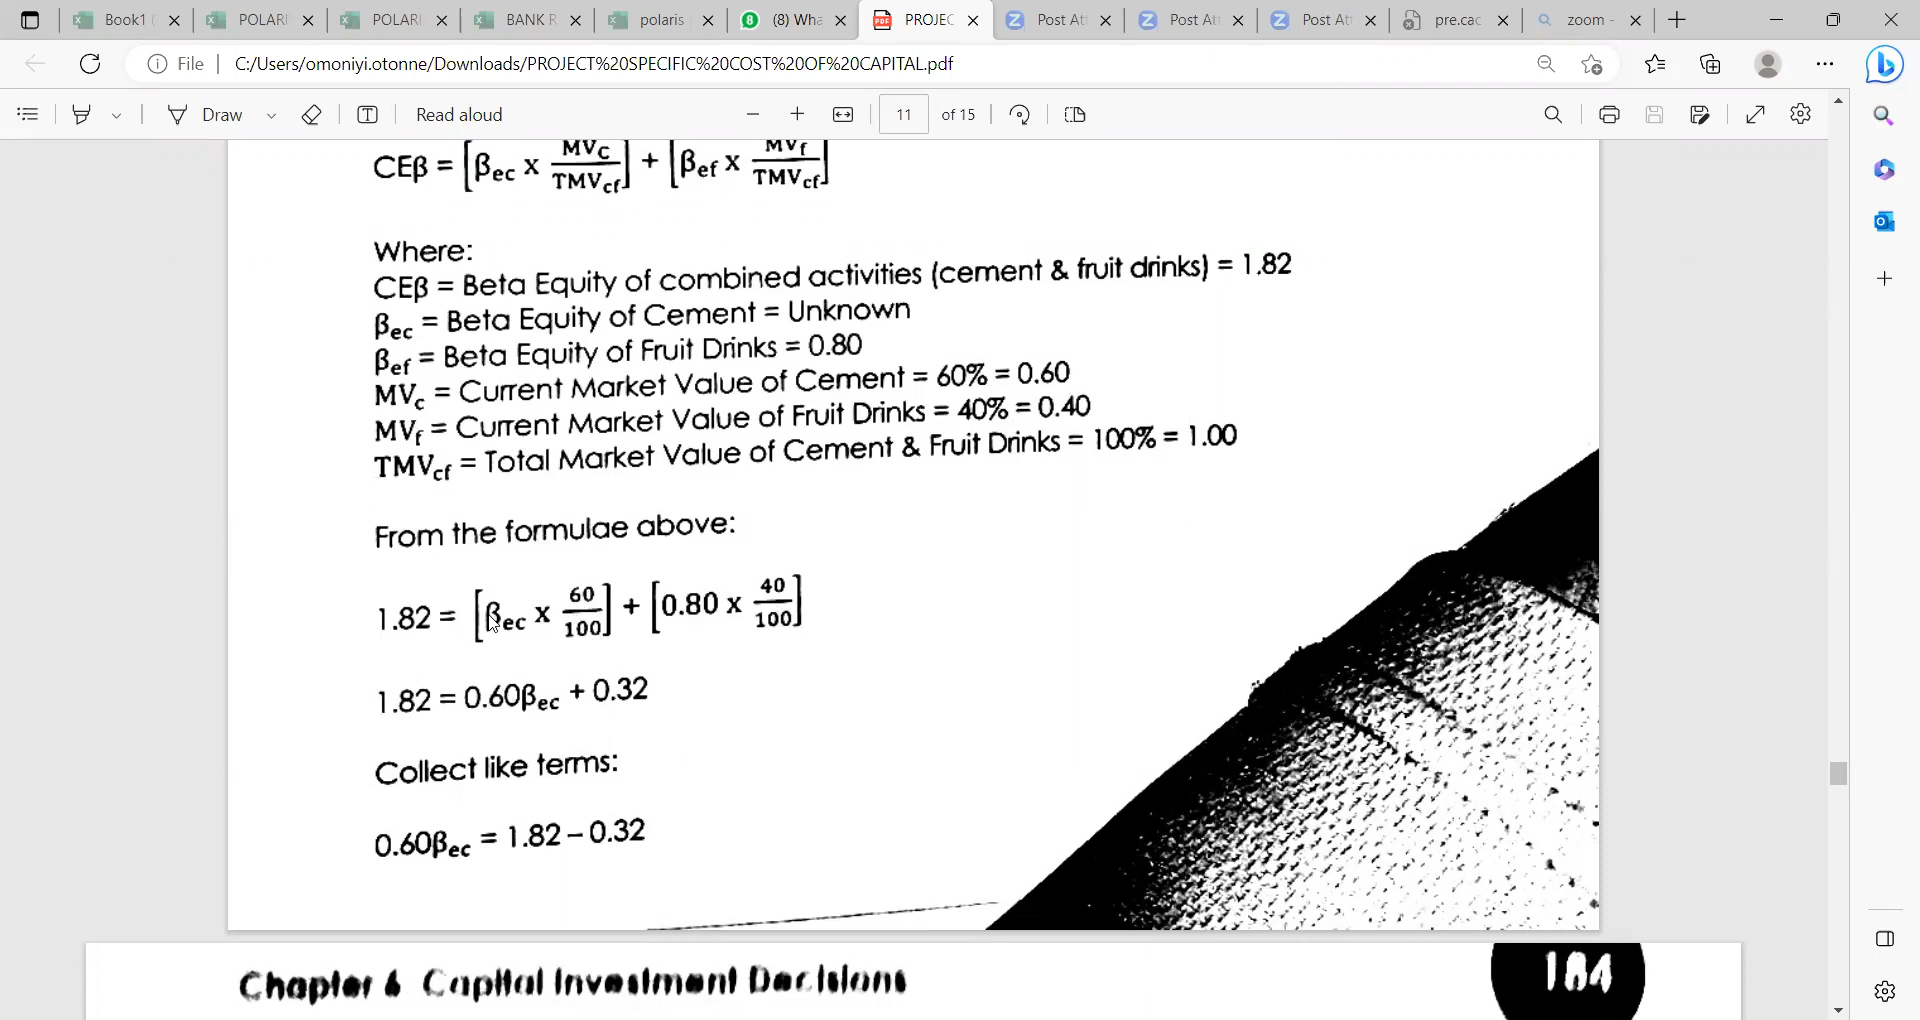 Book1
POLARI
POLARI
BANK R
polaris
(8) Wha
PROJEC
Post Att
Post Att
Post Att
pre.cac
zoom -
File
C:/Users/omoniyi.otonne/Downloads/PROJECT%20SPECIFIC%20COST%20OF%20CAPITAL.pdf
Draw
Read aloud
11 of 15
CEβ = [βec x MVc/TMVcf] + [βef x MVf/TMVcf]
Where:
CEβ = Beta Equity of combined activities (cement & fruit drinks) = 1.82
βec = Beta Equity of Cement = Unknown
βef = Beta Equity of Fruit Drinks = 0.80
MVc = Current Market Value of Cement = 60% = 0.60
MVf = Current Market Value of Fruit Drinks = 40% = 0.40
TMVcf = Total Market Value of Cement & Fruit Drinks = 100% = 1.00
From the formulae above:
1.82 = [βec x 60/100] + [0.80 x 40/100]
1.82 = 0.60βec + 0.32
Collect like terms:
0.60βec = 1.82 – 0.32
Chapter 6 Capital Investment Decisions
184